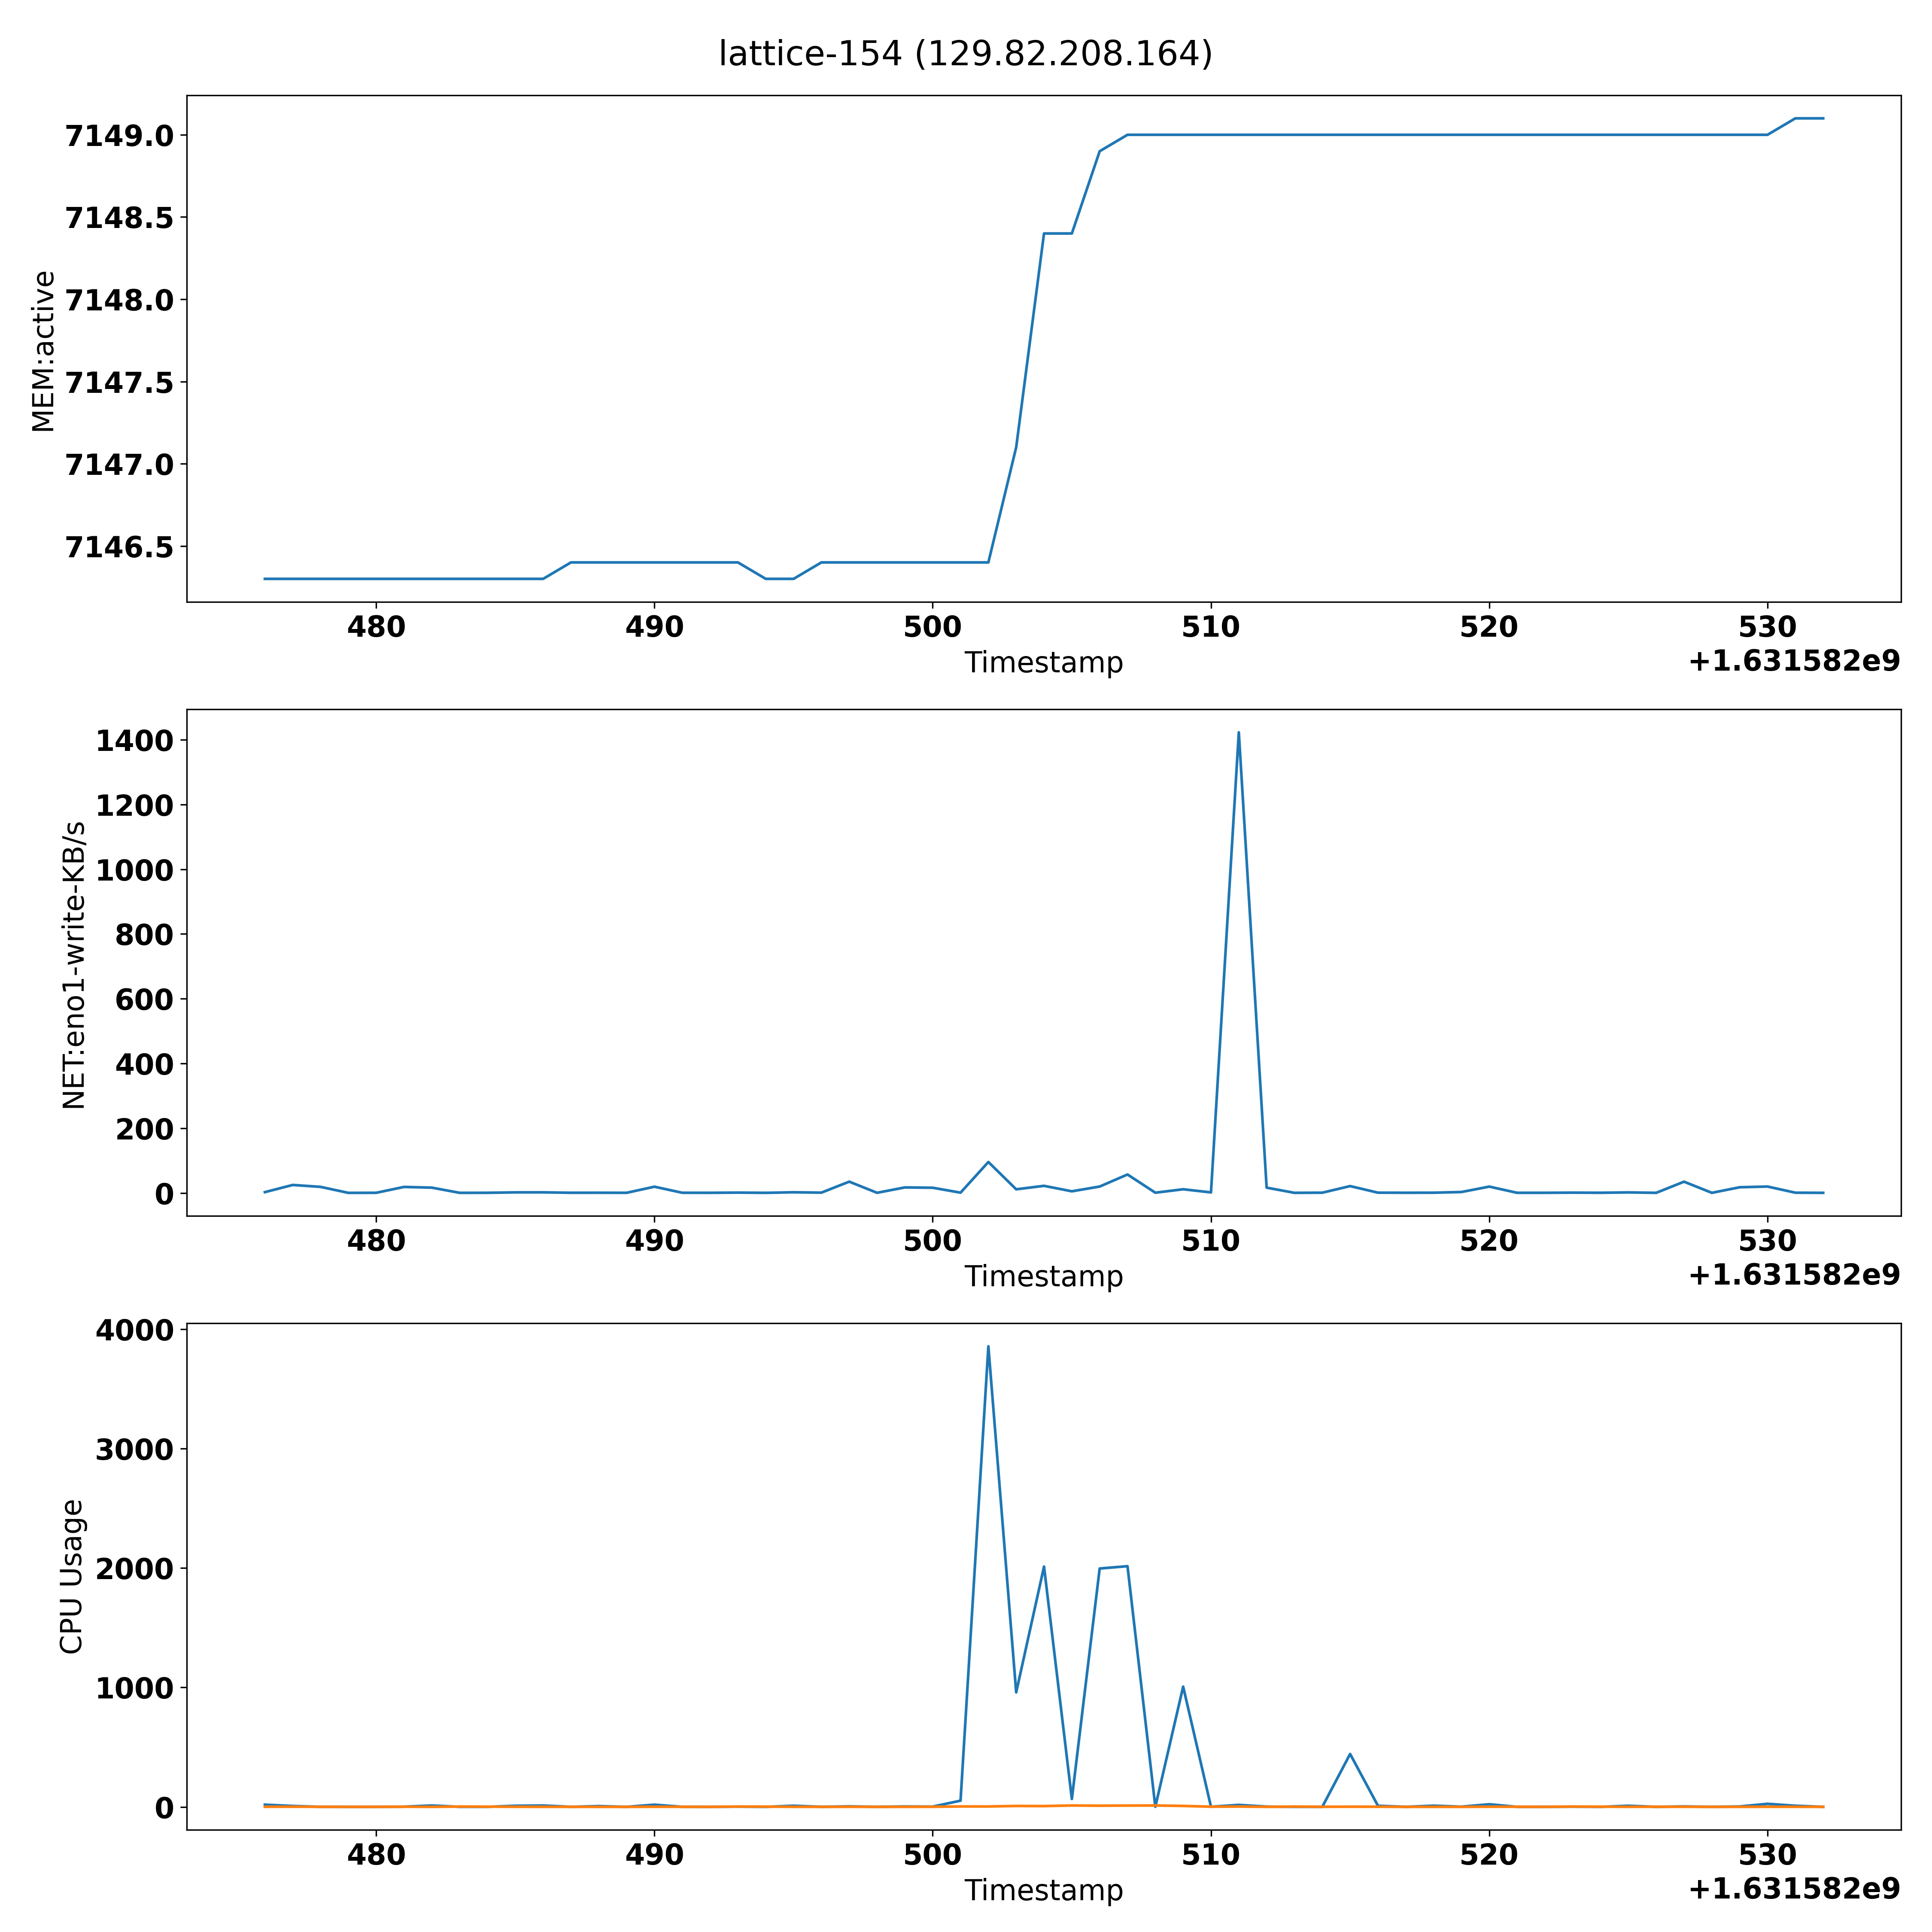 lattice-154 (129.82.208.164)
7149.0
7148.5
7148.0
7147.5
7147.0
7146.5
MEM:active
480 490 500 510 520 530
Timestamp
+1.631582e9
1400
1200
1000
800
600
400
200
0
NET:eno1-write-KB/s
480 490 500 510 520 530
Timestamp
+1.631582e9
4000
3000
2000
1000
0
CPU Usage
480 490 500 510 520 530
Timestamp
+1.631582e9